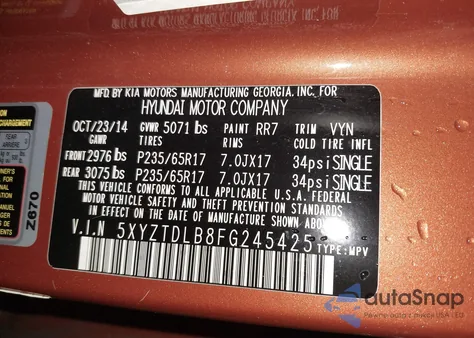 MFD. BY KIA MOTORS MANUFACTURING GEORGIA, INC. FOR
HYUNDAI MOTOR COMPANY
OCT/23/14 GVWR 5071 lbs PAINT RR7 TRIM VYN
GAWR TIRES RIMS COLD TIRE INFL
FRONT 2976 lbs P235/65R17 7.0JX17 34psi SINGLE
REAR 3075 lbs P235/65R17 7.0JX17 34psi SINGLE
THIS VEHICLE CONFORMS TO ALL APPLICABLE U.S.A. FEDERAL
MOTOR VEHICLE SAFETY AND THEFT PREVENTION STANDARDS
IN EFFECT ON THE DATE OF MANUFACTURE SHOWN ABOVE.
V.I.N 5XYZTDLB8FG245425
TYPE: MPV
Z670
autaSnap